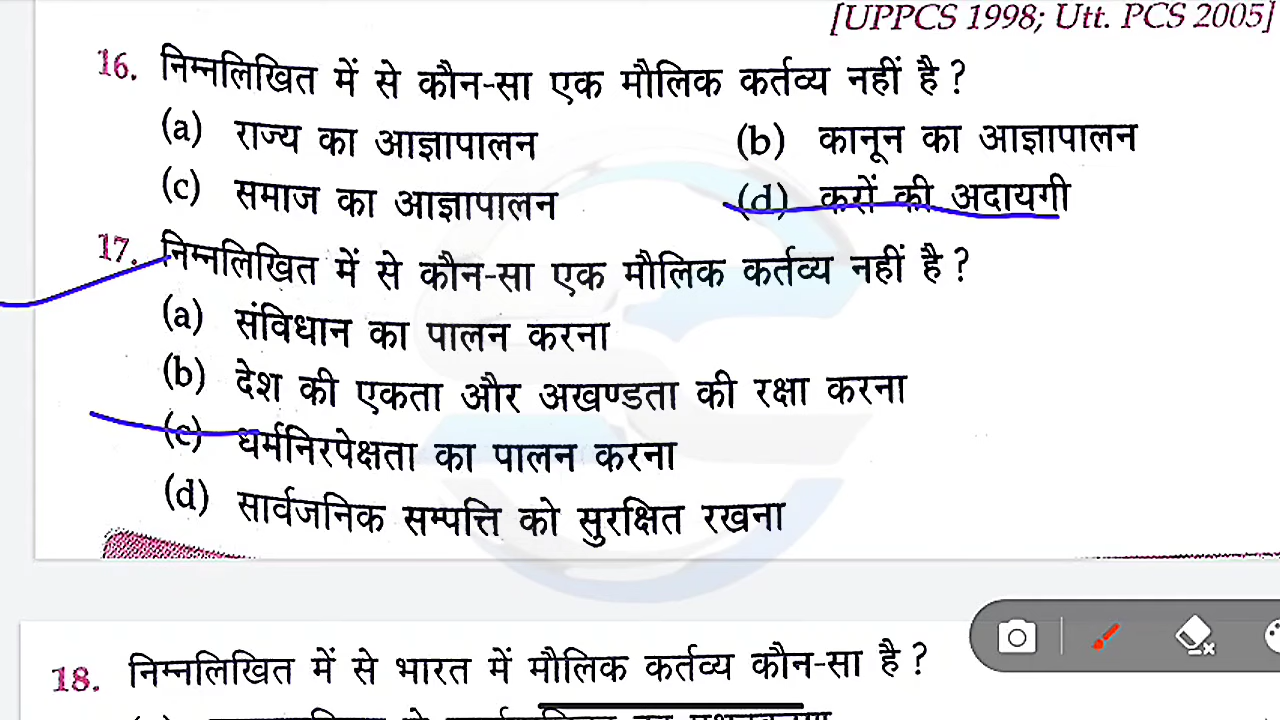 [UPPCS 1998; Utt. PCS 2005]
16. निम्नलिखित में से कौन-सा एक मौलिक कर्तव्य नहीं है ?
(a) राज्य का आज्ञापालन (b) कानून का आज्ञापालन
(c) समाज का आज्ञापालन (d) करों की अदायगी
17. निम्नलिखित में से कौन-सा एक मौलिक कर्तव्य नहीं है ?
(a) संविधान का पालन करना
(b) देश की एकता और अखण्डता की रक्षा करना
(c) धर्मनिरपेक्षता का पालन करना
(d) सार्वजनिक सम्पत्ति को सुरक्षित रखना
18. निम्नलिखित में से भारत में मौलिक कर्तव्य कौन-सा है ?